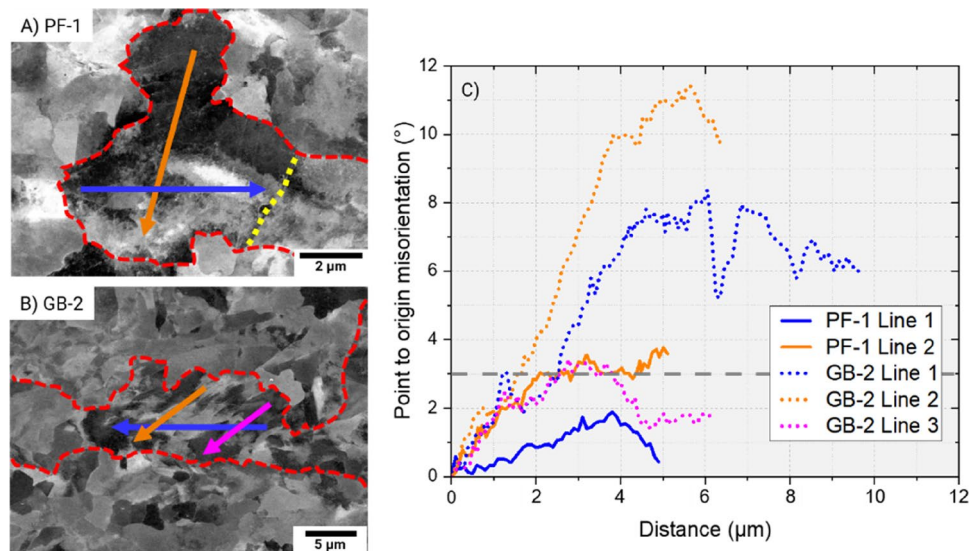 A) PF-1
2 µm
B) GB-2
5 µm
C)
Point to origin misorientation (°)
12
10
8
6
4
2
0
PF-1 Line 1
PF-1 Line 2
GB-2 Line 1
GB-2 Line 2
GB-2 Line 3
0 2 4 6 8 10 12
Distance (µm)